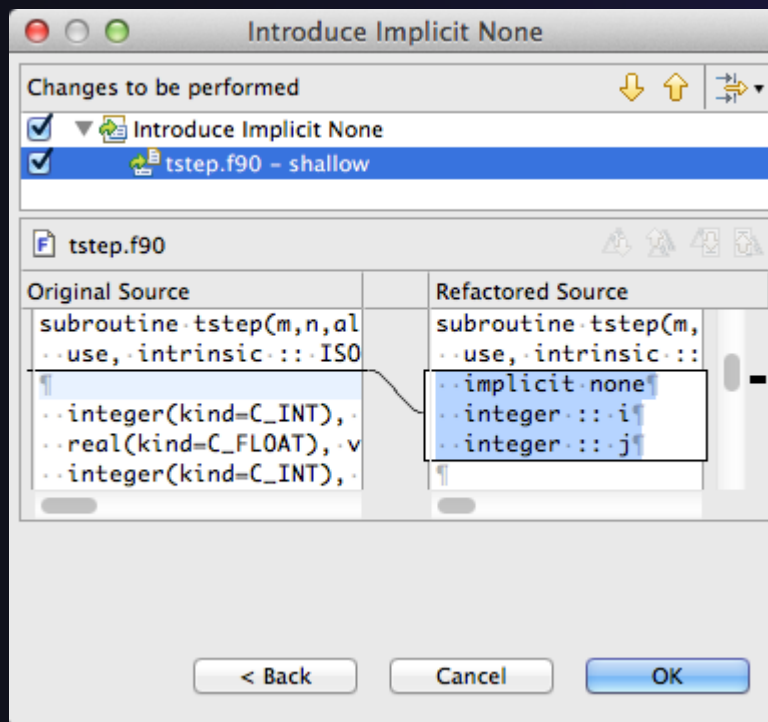 Introduce Implicit None
Changes to be performed
Introduce Implicit None
tstep.f90 – shallow
F tstep.f90
Original Source
subroutine·tstep(m,n,al
··use,·intrinsic·::·ISO
¶
··integer(kind=C_INT),·
··real(kind=C_FLOAT),·v
··integer(kind=C_INT),·
Refactored Source
subroutine·tstep(m,
··use,·intrinsic·::
··implicit·none¶
··integer·::·i¶
··integer·::·j¶
¶
< Back
Cancel
OK